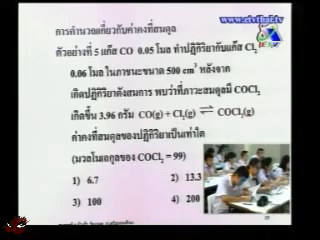 www.etvthai.tv
ETV
การคำนวณเกี่ยวกับค่าคงที่สมดุล
ตัวอย่างที่ 5 แก๊ส CO 0.05 โมล ทำปฏิกิริยากับแก๊ส Cl₂
0.06 โมล ในภาชนะขนาด 500 cm³ หลังจาก
เกิดปฏิกิริยาดังสมการ พบว่าที่ภาวะสมดุลมี COCl₂
เกิดขึ้น 3.96 กรัม CO(g) + Cl₂(g) ⇌ COCl₂(g)
ค่าคงที่สมดุลของปฏิกิริยาเป็นเท่าใด
(มวลโมเลกุลของ COCl₂ = 99)
1) 6.7 2) 13.3
3) 100 4) 200